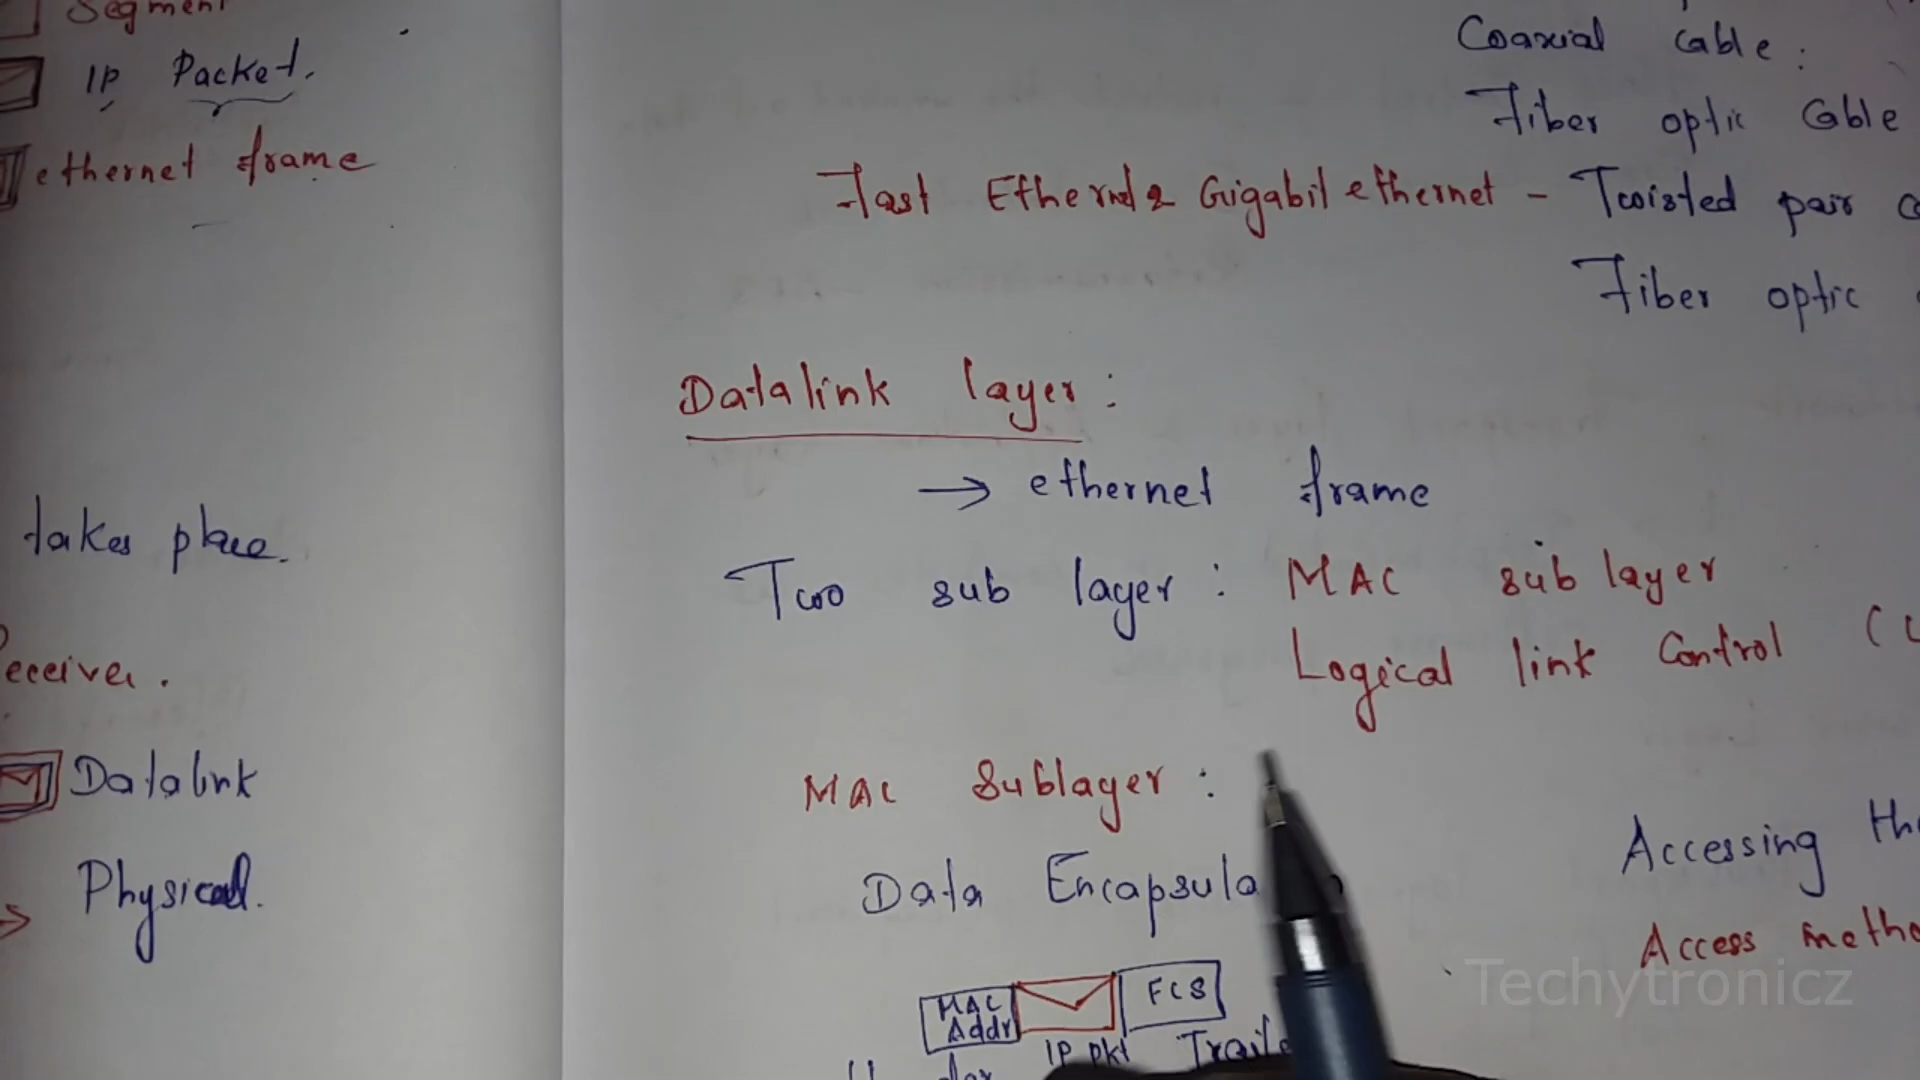 Segment
IP Packet.
ethernet frame
takes place.
eceiver.
Datalink
Physical.
Coaxial cable :
Fiber optic Cable
Fast Ethernet & Gigabit ethernet - Twisted pair
Fiber optic
Datalink layer :
→ ethernet frame
Two sub layer : MAC sub layer
Logical link Control (
MAC Sublayer :
Data Encapsula
Accessing
Access
MAC Addr
FCS
IP pkt
Techytronicz